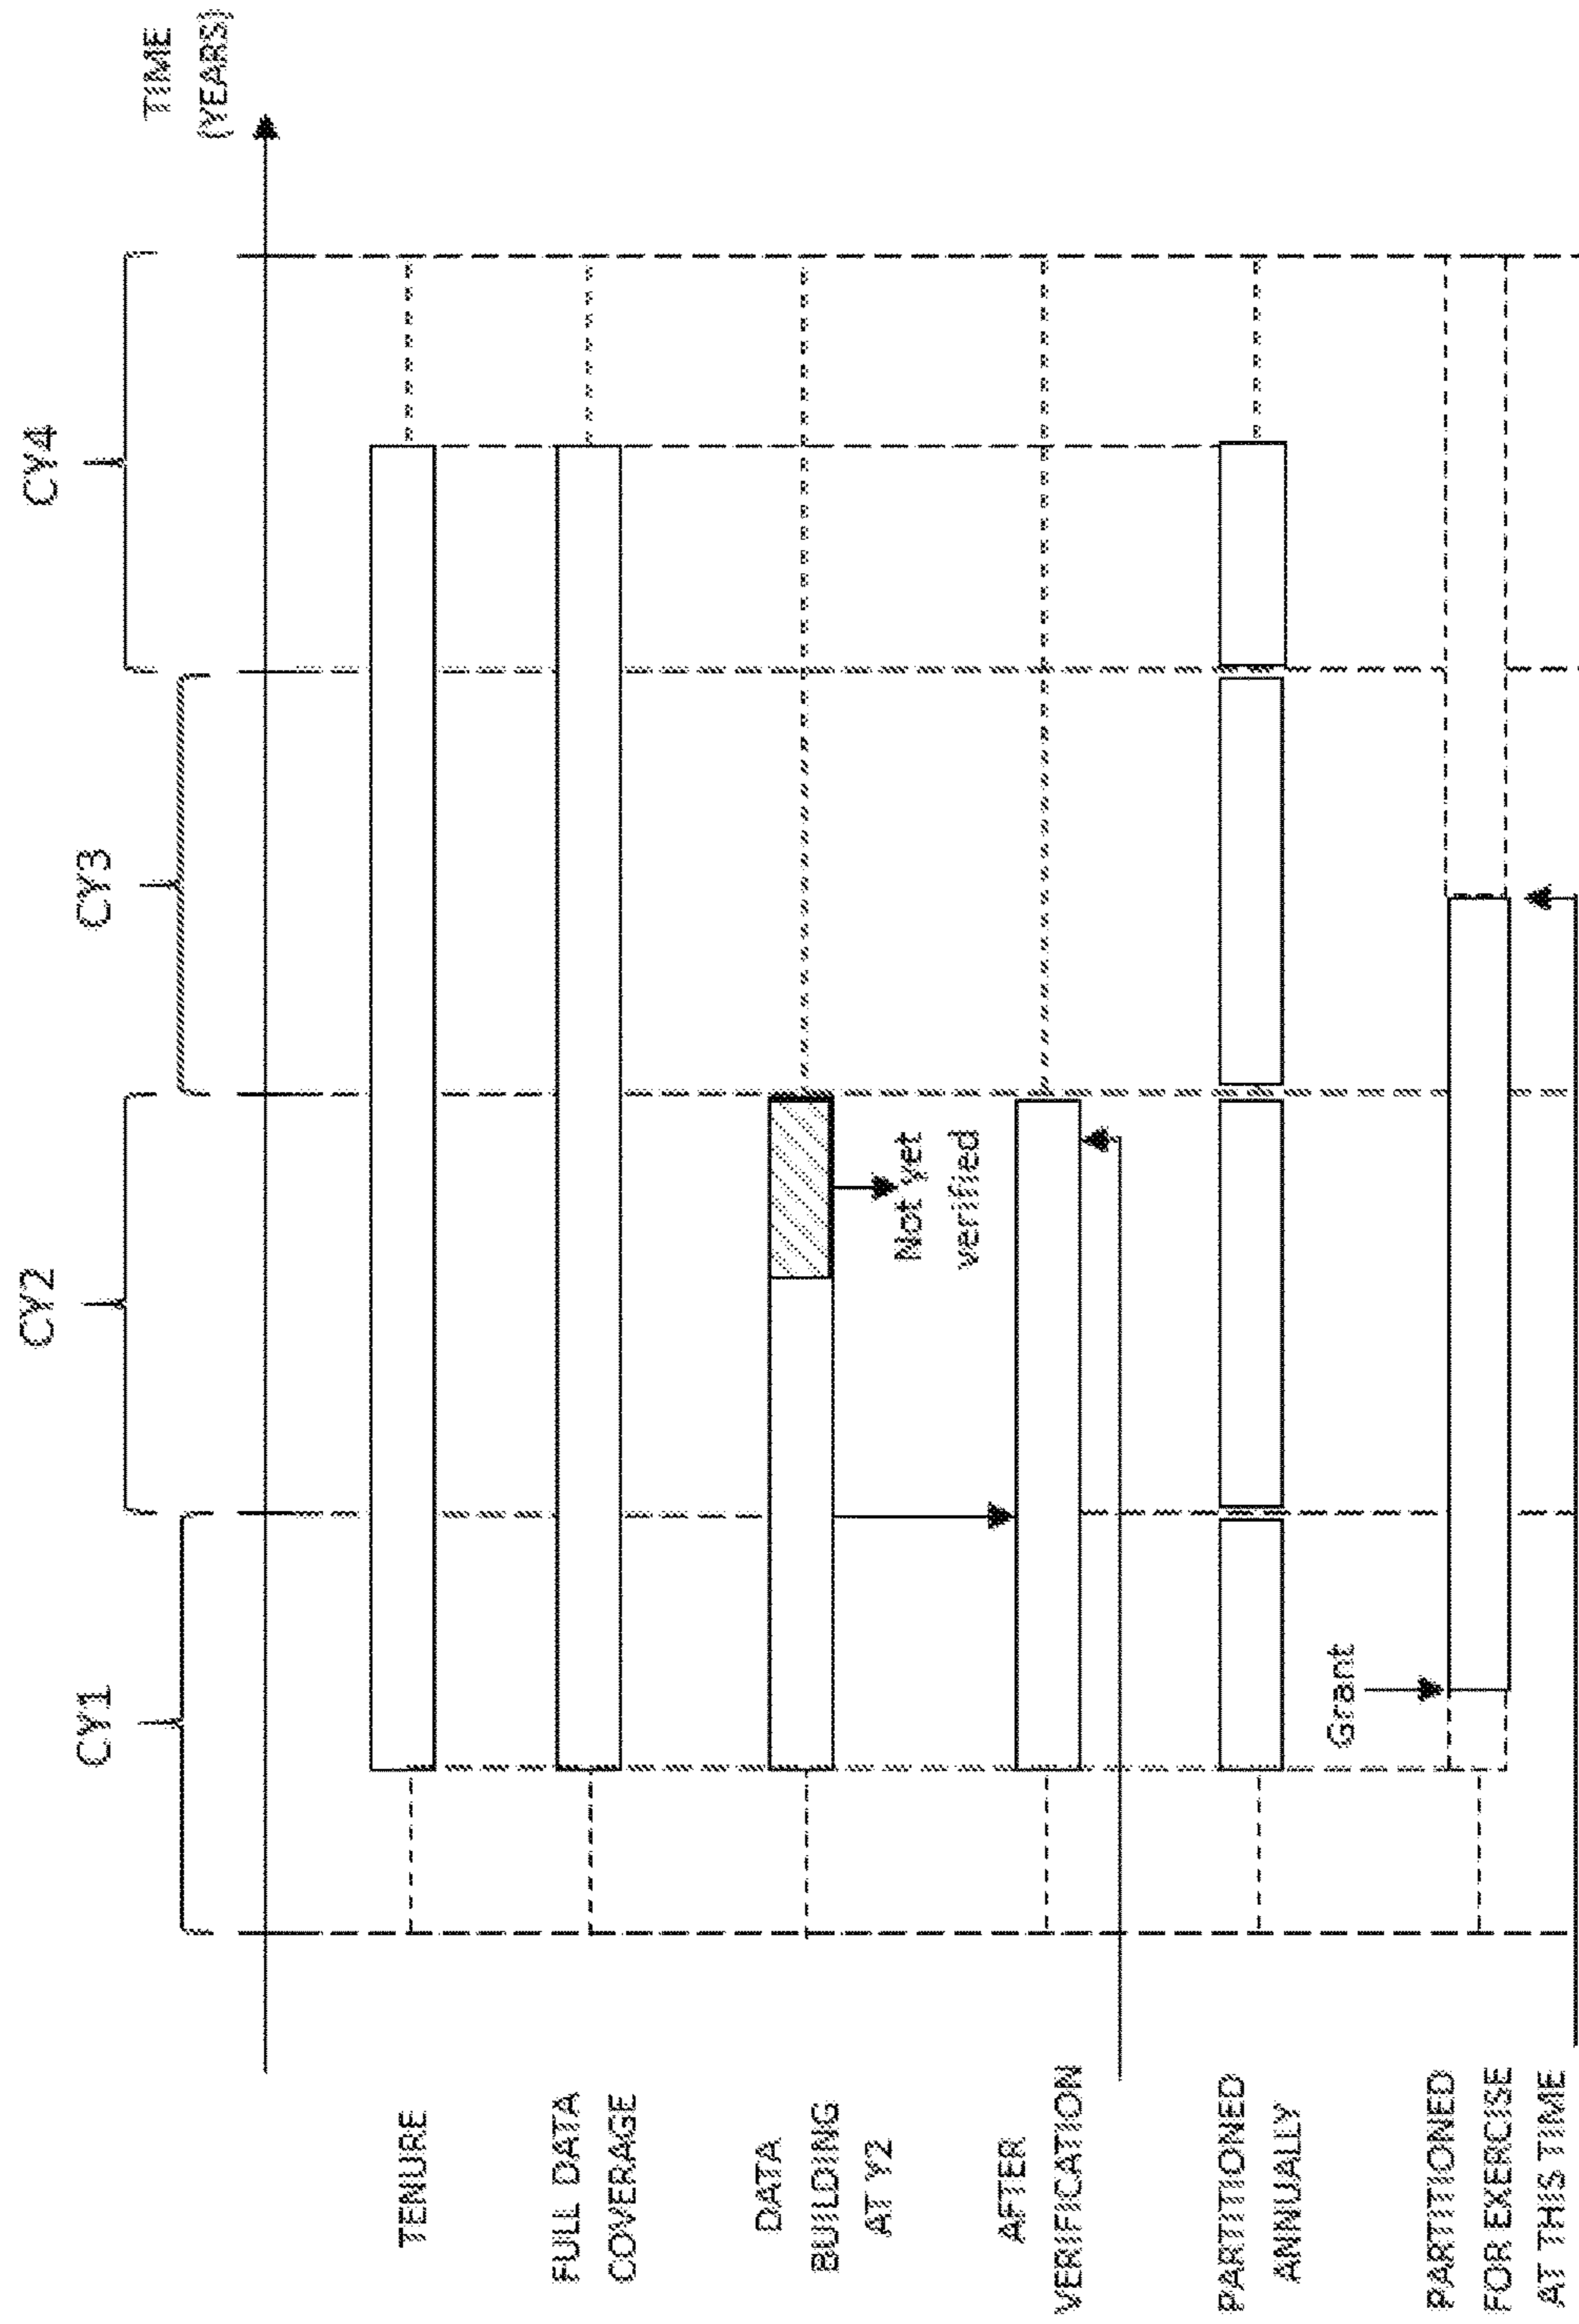 CY1
CY2
CY3
CY4
TIME
(YEARS)
TENURE
FULL DATA
COVERAGE
DATA
BUILDING
AT Y2
Not yet
verified
AFTER
VERIFICATION
PARTITIONED
ANNUALLY
Grant
PARTITIONED
FOR EXERCISE
AT THIS TIME